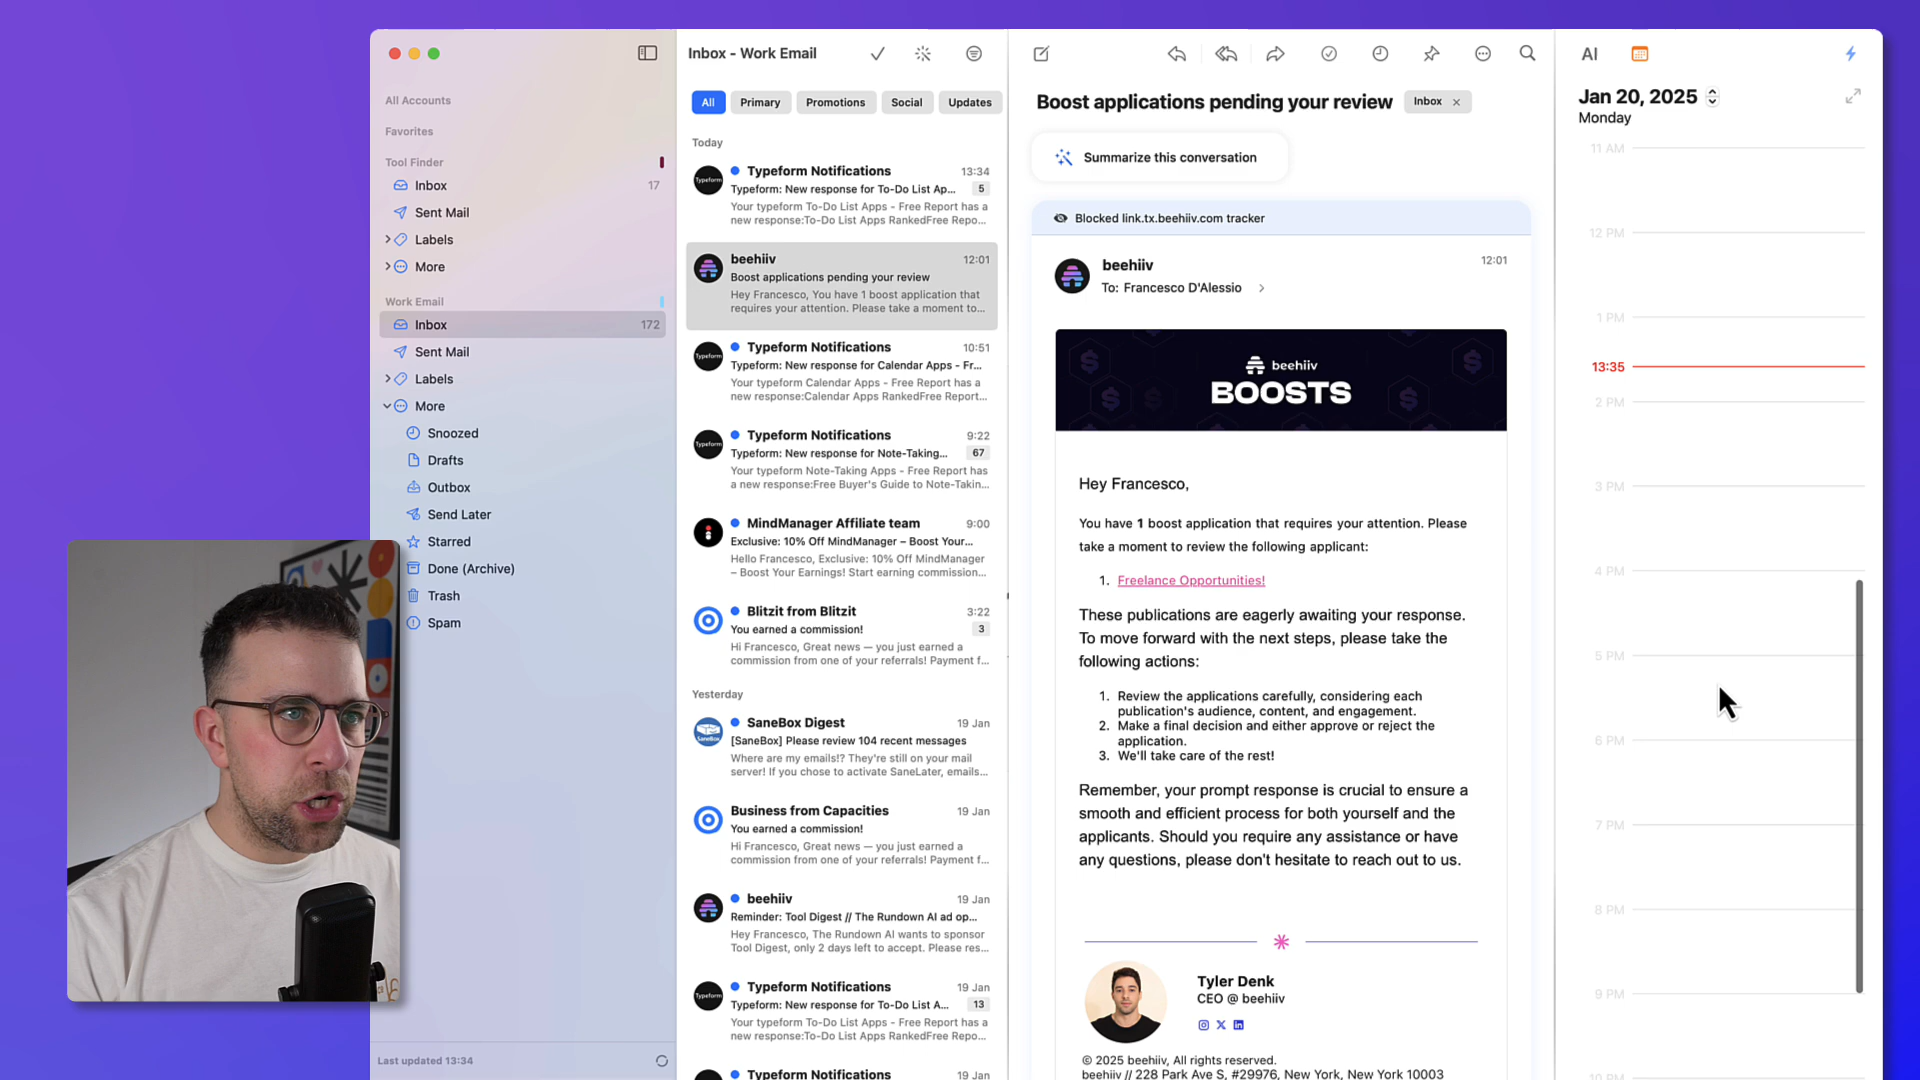 All Accounts
Favorites
Tool Finder
Inbox 17
Sent Mail
Labels
More
Work Email
Inbox 172
Sent Mail
Labels
More
Snoozed
Drafts
Outbox
Send Later
Starred
Done (Archive)
Trash
Spam
Last updated 13:34
Inbox - Work Email
All Primary Promotions Social Updates
Today
Typeform
Typeform Notifications 13:34
Typeform: New response for To-Do List Ap... 5
Your typeform To-Do List Apps - Free Report has a
new response:To-Do List Apps RankedFree Repo...
beehiiv 12:01
Boost applications pending your review
Hey Francesco, You have 1 boost application that
requires your attention. Please take a moment to...
Typeform
Typeform Notifications 10:51
Typeform: New response for Calendar Apps - Fr...
Your typeform Calendar Apps - Free Report has a
new response:Calendar Apps RankedFree Report...
Typeform
Typeform Notifications 9:22
Typeform: New response for Note-Taking... 67
Your typeform Note-Taking Apps - Free Report has
a new response:Free Buyer's Guide to Note-Takin...
MindManager Affiliate team 9:00
Exclusive: 10% Off MindManager – Boost Your...
Hello Francesco, Exclusive: 10% Off MindManager
– Boost Your Earnings! Start earning commission...
Blitzit from Blitzit 3:22
You earned a commission! 3
Hi Francesco, Great news — you just earned a
commission from one of your referrals! Payment f...
Yesterday
SaneBox
SaneBox Digest 19 Jan
[SaneBox] Please review 104 recent messages
Where are my emails!? They're still on your mail
server! If you chose to activate SaneLater, emails...
Business from Capacities 19 Jan
You earned a commission!
Hi Francesco, Great news — you just earned a
commission from one of your referrals! Payment f...
beehiiv 19 Jan
Reminder: Tool Digest // The Rundown AI ad op...
Hey Francesco, The Rundown AI wants to sponsor
Tool Digest, only 2 days left to accept. Please res...
Typeform
Typeform Notifications 19 Jan
Typeform: New response for To-Do List A... 13
Your typeform To-Do List Apps - Free Report has a
new response:To-Do List Apps RankedFree Repo...
Typeform Notifications 19 Jan
Boost applications pending your review Inbox
Summarize this conversation
Blocked link.tx.beehiiv.com tracker
beehiiv 12:01
To: Francesco D'Alessio
beehiiv
BOOSTS
Hey Francesco,
You have 1 boost application that requires your attention. Please
take a moment to review the following applicant:
1. Freelance Opportunities!
These publications are eagerly awaiting your response.
To move forward with the next steps, please take the
following actions:
1. Review the applications carefully, considering each
publication's audience, content, and engagement.
2. Make a final decision and either approve or reject the
application.
3. We'll take care of the rest!
Remember, your prompt response is crucial to ensure a
smooth and efficient process for both yourself and the
applicants. Should you require any assistance or have
any questions, please don't hesitate to reach out to us.
Tyler Denk
CEO @ beehiiv
© 2025 beehiiv, All rights reserved.
beehiiv // 228 Park Ave S, #29976, New York, New York 10003
AI
Jan 20, 2025
Monday
11 AM
12 PM
1 PM
13:35
2 PM
3 PM
4 PM
5 PM
6 PM
7 PM
8 PM
9 PM
10 PM